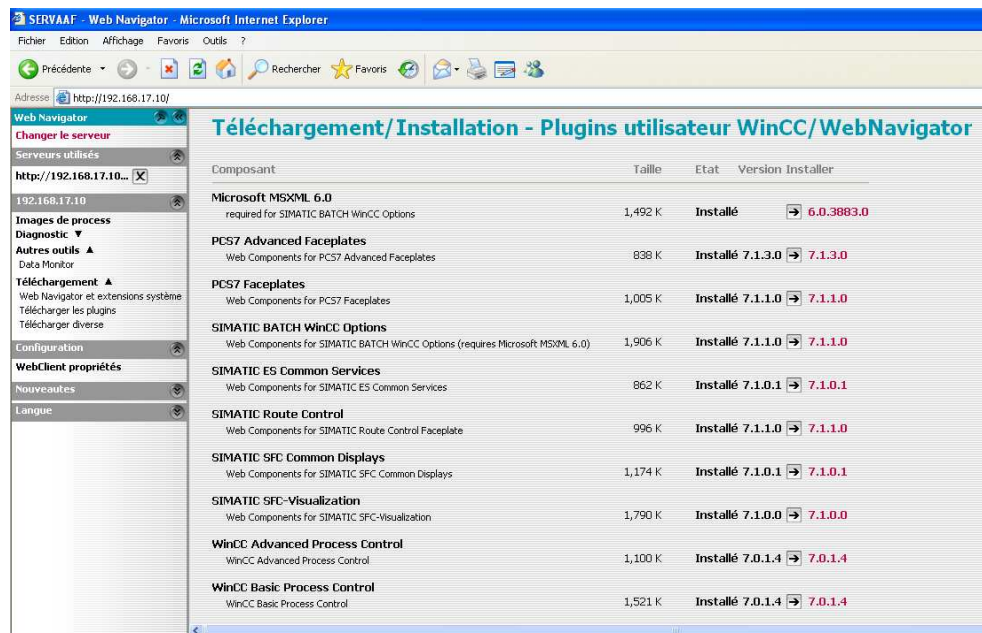 SERVAAF - Web Navigator - Microsoft Internet Explorer
Fichier Edition Affichage Favoris Outils ?
Précédente Rechercher Favoris
Adresse http://192.168.17.10/
Web Navigator
Changer le serveur
Serveurs utilisés
http://192.168.17.10... X
192.168.17.10
Images de process
Diagnostic ▼
Autres outils ▲
Data Monitor
Téléchargement ▲
Web Navigator et extensions système
Télécharger les plugins
Télécharger diverse
Configuration
WebClient propriétés
Nouveautes
Langue
Téléchargement/Installation - Plugins utilisateur WinCC/WebNavigator
Composant Taille Etat Version Installer
Microsoft MSXML 6.0
required for SIMATIC BATCH WinCC Options 1,492 K Installé → 6.0.3883.0
PCS7 Advanced Faceplates
Web Components for PCS7 Advanced Faceplates 838 K Installé 7.1.3.0 → 7.1.3.0
PCS7 Faceplates
Web Components for PCS7 Faceplates 1,005 K Installé 7.1.1.0 → 7.1.1.0
SIMATIC BATCH WinCC Options
Web Components for SIMATIC BATCH WinCC Options (requires Microsoft MSXML 6.0) 1,906 K Installé 7.1.1.0 → 7.1.1.0
SIMATIC ES Common Services
Web Components for SIMATIC ES Common Services 862 K Installé 7.1.0.1 → 7.1.0.1
SIMATIC Route Control
Web Components for SIMATIC Route Control Faceplate 996 K Installé 7.1.1.0 → 7.1.1.0
SIMATIC SFC Common Displays
Web Components for SIMATIC SFC Common Displays 1,174 K Installé 7.1.0.1 → 7.1.0.1
SIMATIC SFC-Visualization
Web Components for SIMATIC SFC-Visualization 1,790 K Installé 7.1.0.0 → 7.1.0.0
WinCC Advanced Process Control
WinCC Advanced Process Control 1,100 K Installé 7.0.1.4 → 7.0.1.4
WinCC Basic Process Control
WinCC Basic Process Control 1,521 K Installé 7.0.1.4 → 7.0.1.4